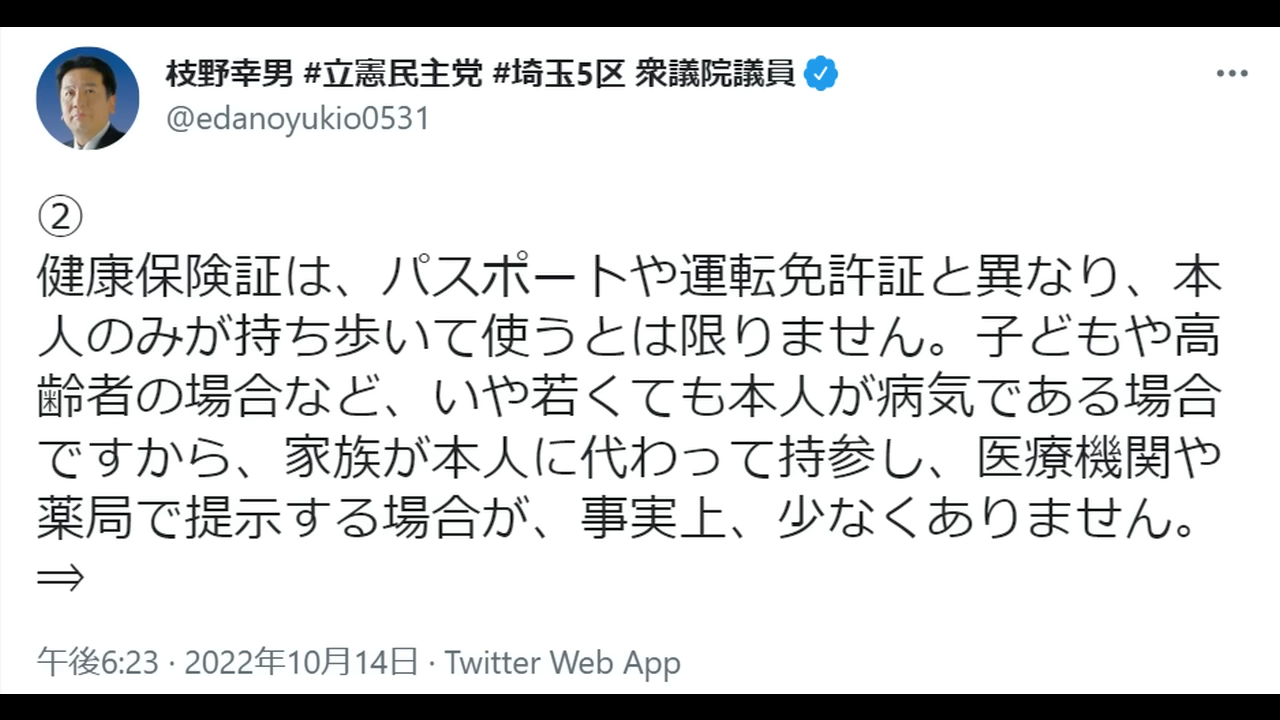 枝野幸男 #立憲民主党 #埼玉5区 衆議院議員
@edanoyukio0531
②
健康保険証は、パスポートや運転免許証と異なり、本
人のみが持ち歩いて使うとは限りません。子どもや高
齢者の場合など、いや若くても本人が病気である場合
ですから、家族が本人に代わって持参し、医療機関や
薬局で提示する場合が、事実上、少なくありません。
⇒
午後6:23 · 2022年10月14日 · Twitter Web App